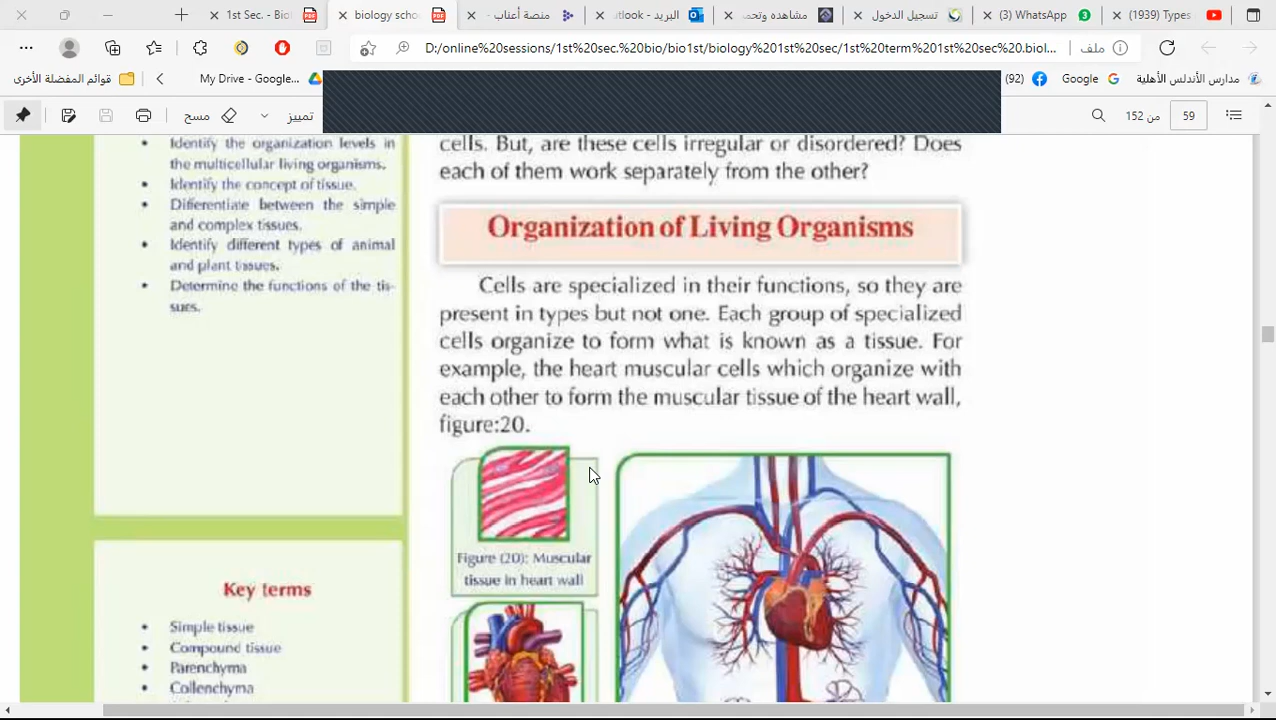 1st Sec. - Bio
biology scho
منصة أعناب -
البريد - utlook
مشاهده وتحمـ
تسجيل الدخول
(3) WhatsApp
(1939) Types
D:/online%20sessions/1st%20sec.%20bio/bio1st/biology%201st%20sec/1st%20term%201st%20sec%20.biol...
ملف
قوائم المفضلة الأخرى
My Drive - Google...
(92)
Google
مدارس الأندلس الأهلية
مسح
تمييز
152 من
59
• Identify the organization levels in
the multicellular living organisms.
• Identify the concept of tissue.
• Differentiate between the simple
and complex tissues.
• Identify different types of animal
and plant tissues.
• Determine the functions of the tis-
sues.
Key terms
• Simple tissue
• Compound tissue
• Parenchyma
• Collenchyma
cells. But, are these cells irregular or disordered? Does
each of them work separately from the other?
Organization of Living Organisms
Cells are specialized in their functions, so they are
present in types but not one. Each group of specialized
cells organize to form what is known as a tissue. For
example, the heart muscular cells which organize with
each other to form the muscular tissue of the heart wall,
figure:20.
Figure (20): Muscular
tissue in heart wall